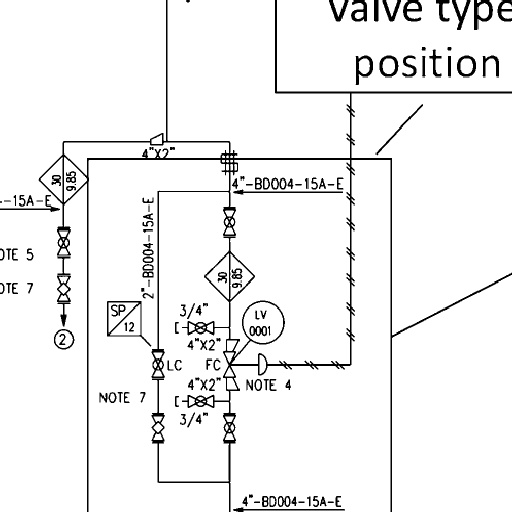 valve type
position
4"X2"
30
9.85
-15A-E
4"-BD004-15A-E
2"-BD004-15A-E
OTE 5
OTE 7
2
30
9.85
SP
12
3/4"
LV
0001
4"X2"
LC
FC
4"X2"
NOTE 4
NOTE 7
3/4"
4"-BD004-15A-E